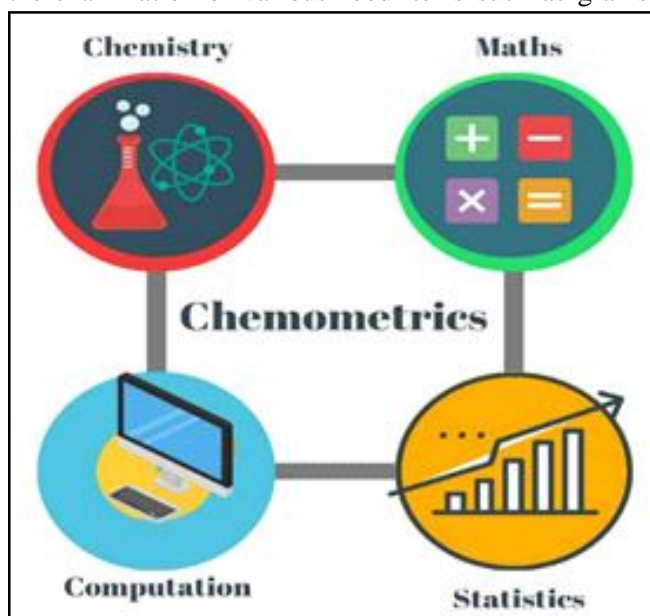 Chemistry
Maths
Chemometrics
Computation
Statistics